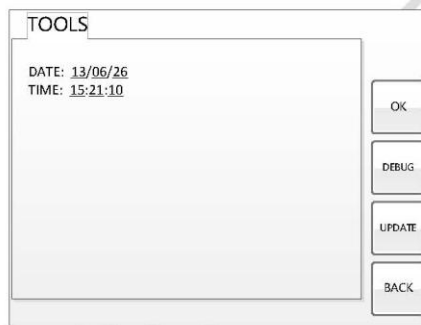 TOOLS
DATE: 13/06/26
TIME: 15:21:10
OK
DEBUG
UPDATE
BACK